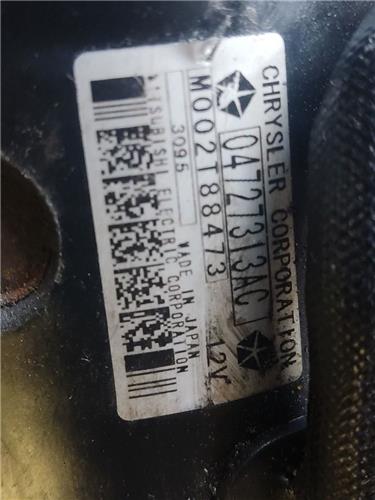 CHRYSLER CORPORATION
04727313AC
M002T88473 12V
3095 MADE IN JAPAN
MITSUBISHI ELECTRIC CORPORATION